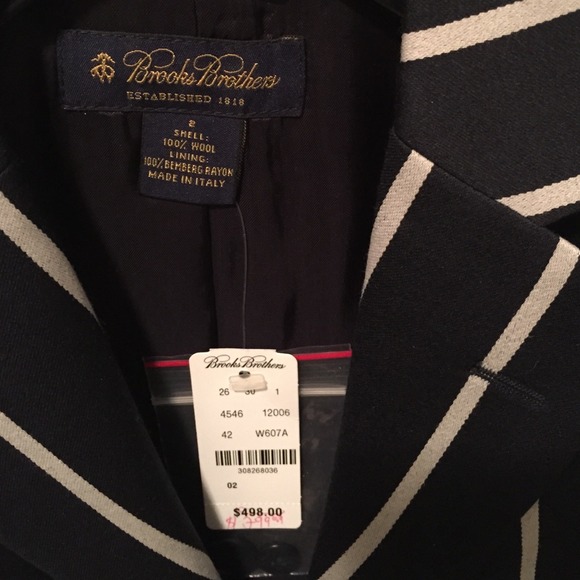 Brooks Brothers
ESTABLISHED 1818
2
SHELL:
100% WOOL
LINING:
100% BEMBERG RAYON
MADE IN ITALY
Brooks Brothers
26 30 1
4546 12006
42 W607A
308268036
02
$498.00